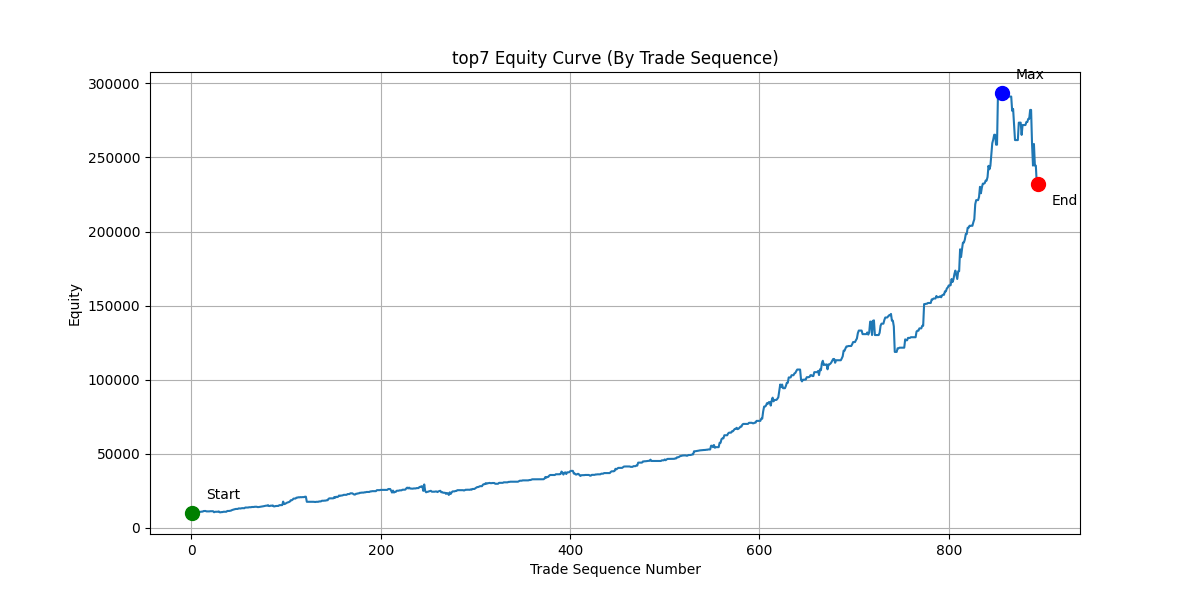 top7 Equity Curve (By Trade Sequence)
Max
300000
250000
End
200000
Equity
150000
100000
50000
Start
0
0 200 400 600 800
Trade Sequence Number